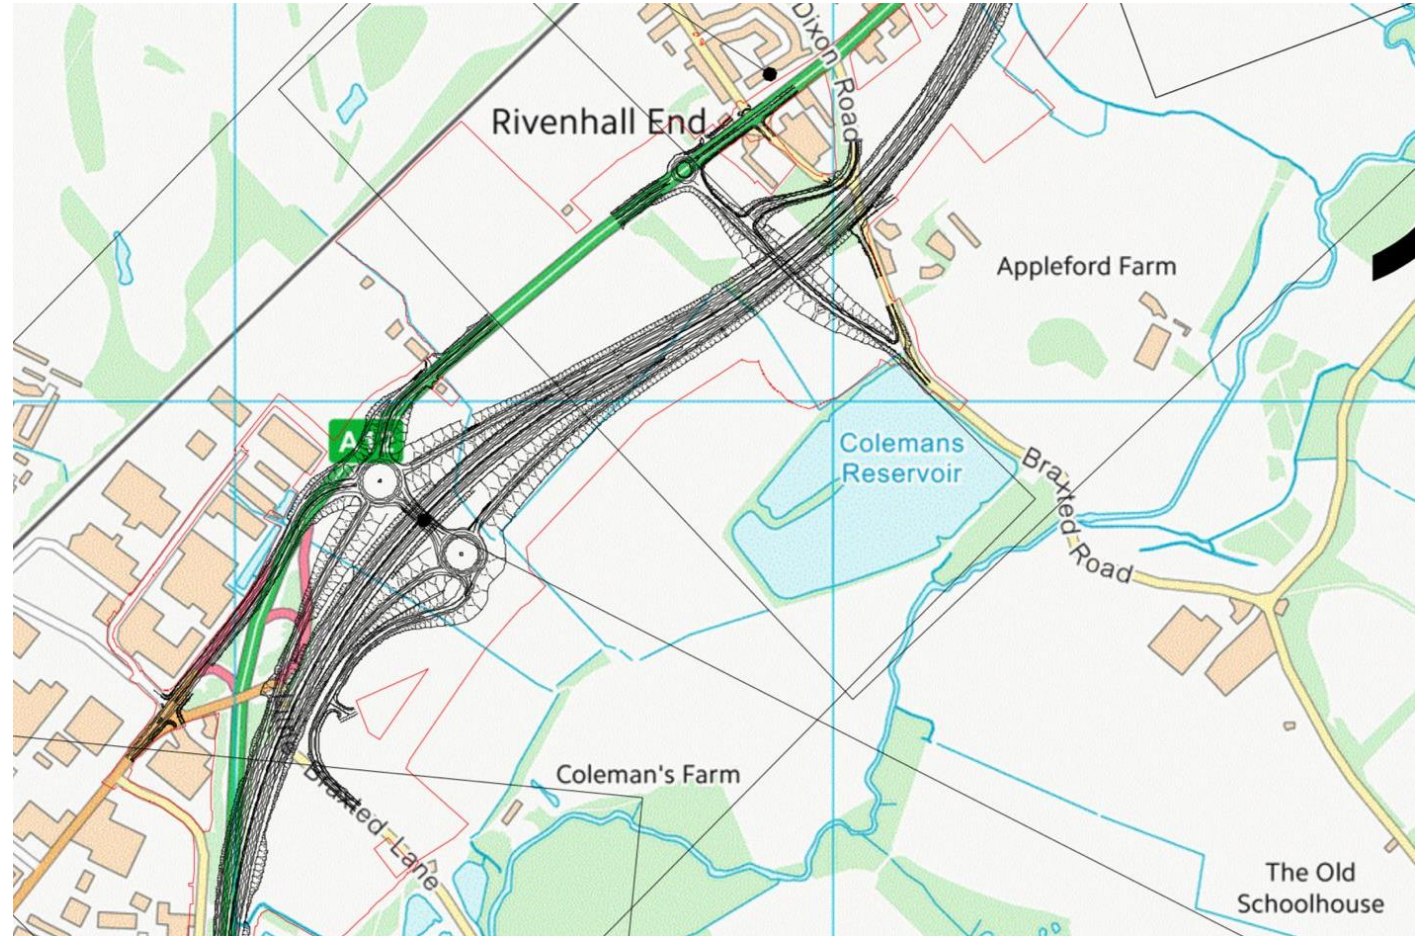 Dixon Road
Rivenhall End
Appleford Farm
A12
Colemans
Reservoir
Braxted Road
Coleman's Farm
Braxted Lane
The Old
Schoolhouse